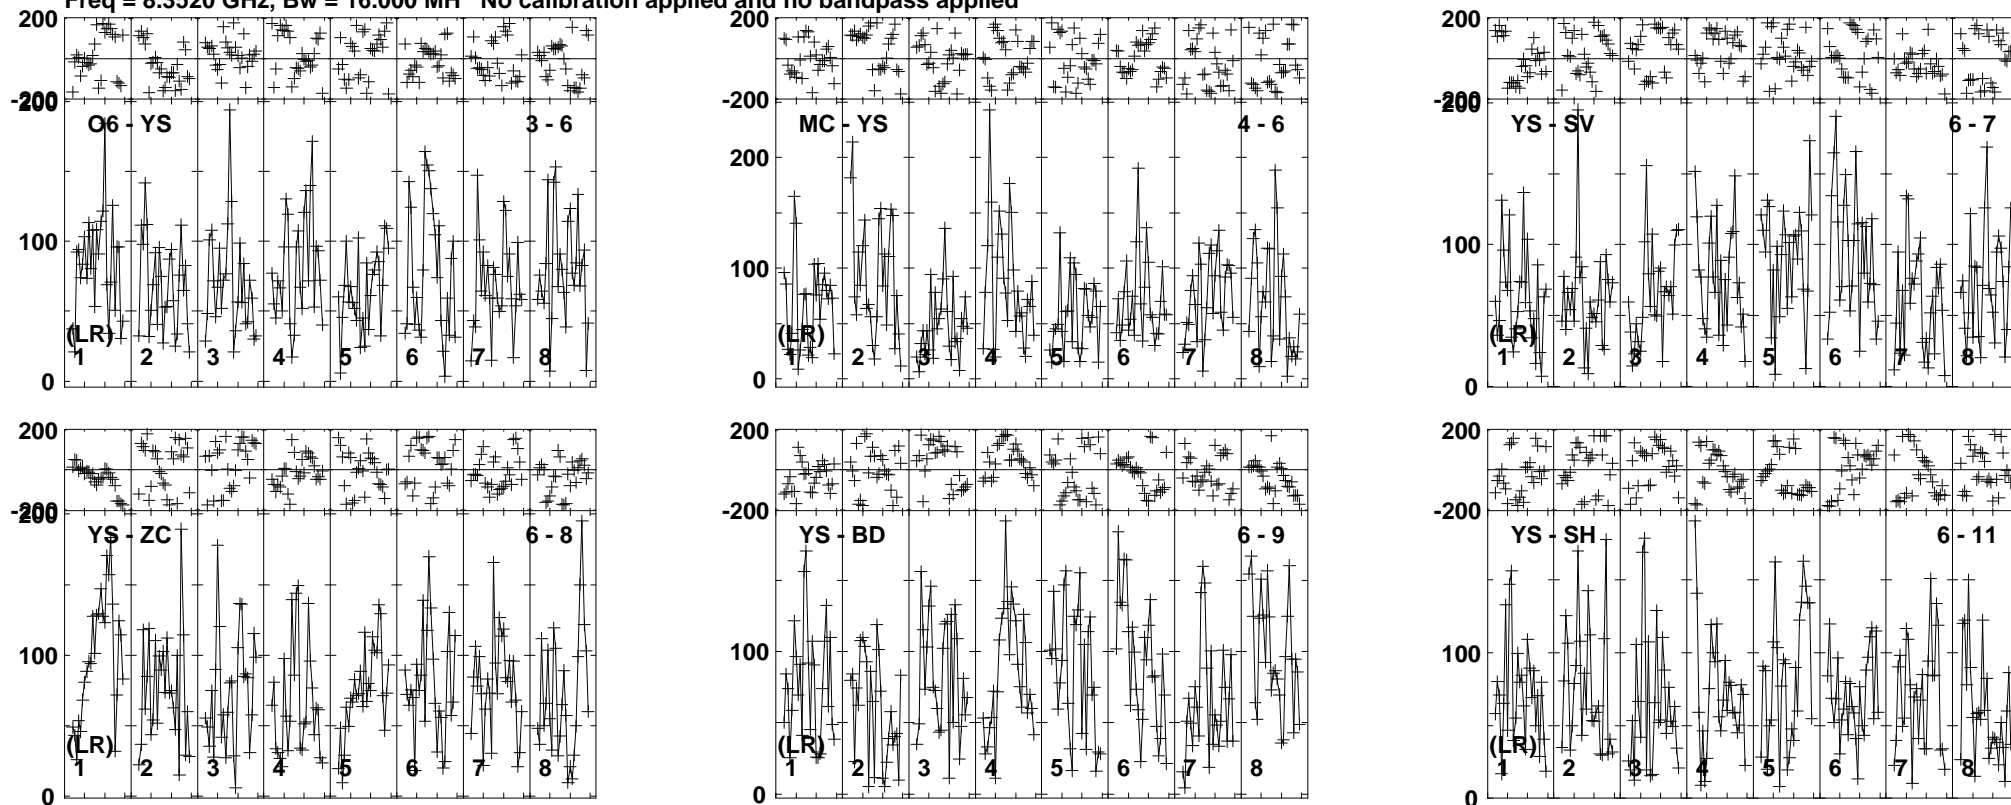 Freq = 8.3520 GHz, Bw = 16.000 MH No calibration applied and no bandpass applied
200 200 200
-200 -200 -200
200 200
O6 - YS 3 - 6 MC - YS 4 - 6 YS - SV 6 - 7
200
100 100 100
(LR) (LR) (LR)
1 2 3 4 5 6 7 8 1 2 3 4 5 6 7 8 1 2 3 4 5 6 7 8
0 0 0
200 200 200
-200 -200 -200
200
YS - ZC 6 - 8 YS - BD 6 - 9 YS - SH 6 - 11
100 100 100
(LR) (LR) (LR)
1 2 3 4 5 6 7 8 1 2 3 4 5 6 7 8 1 2 3 4 5 6 7 8
0 0 0